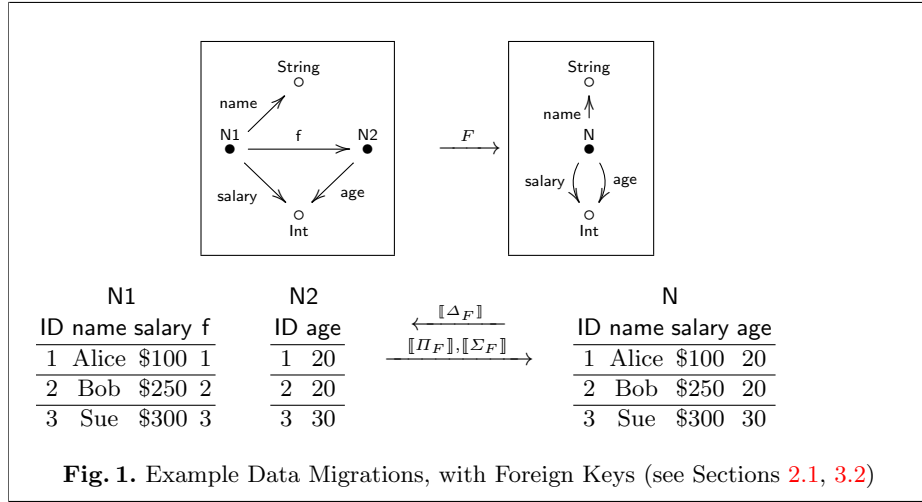 String
name
N1
f
N2
salary
age
Int
F
String
name
N
salary
age
Int
N1
ID name salary f
1 Alice $100 1
2 Bob $250 2
3 Sue $300 3
N2
ID age
1 20
2 20
3 30
⟦Δ_F⟧
⟦Π_F⟧,⟦Σ_F⟧
N
ID name salary age
1 Alice $100 20
2 Bob $250 20
3 Sue $300 30
Fig. 1. Example Data Migrations, with Foreign Keys (see Sections 2.1, 3.2)